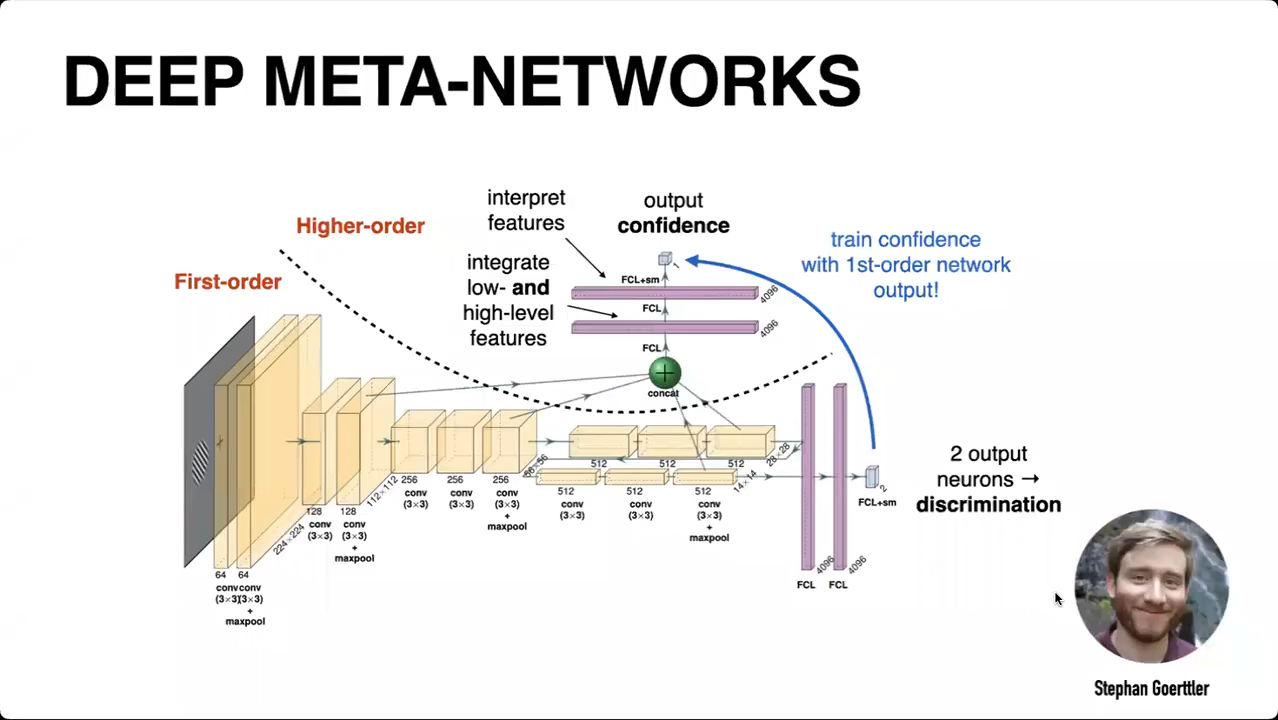 DEEP META-NETWORKS
First-order
Higher-order
interpret
features
integrate
low- and
high-level
features
output
confidence
train confidence
with 1st-order network
output!
1
FCL+sm
4096
FCL
4096
FCL
concat
64 64
convconv
(3×3)(3×3)
+
maxpool
224×224
128
conv
(3×3)
128
conv
(3×3)
+
maxpool
112×112
256
conv
(3×3)
256
conv
(3×3)
256
conv
(3×3)
+
maxpool
56×56
512
512
512
28×28
512
conv
(3×3)
512
conv
(3×3)
512
conv
(3×3)
+
maxpool
14×14
4096
FCL
4096
FCL
2
FCL+sm
2 output
neurons →
discrimination
Stephan Goerttler